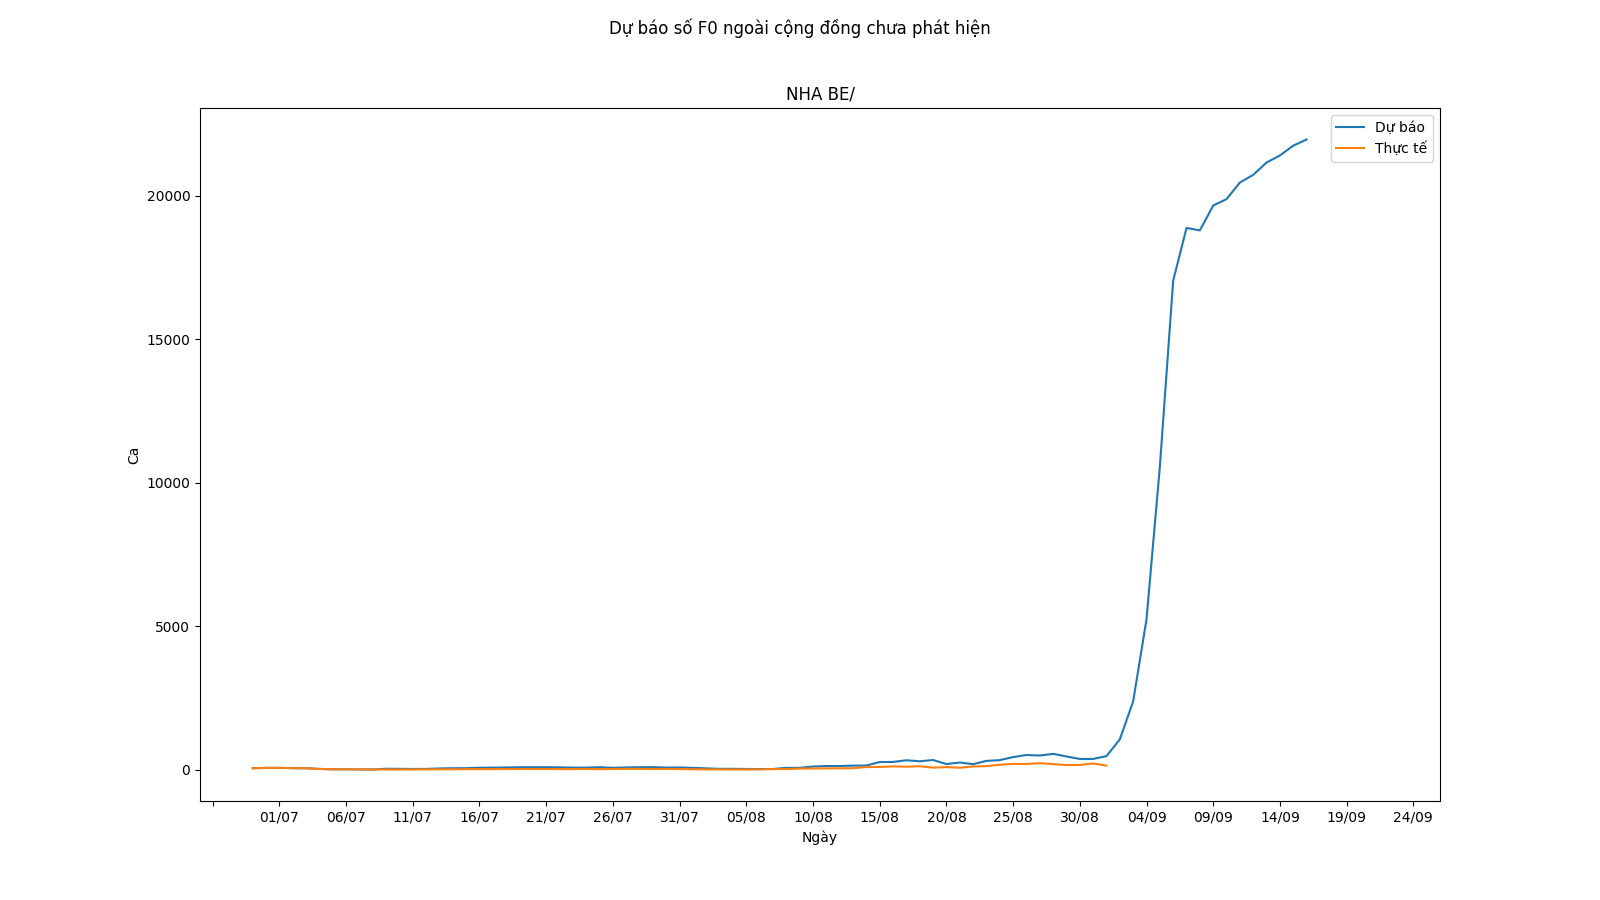 Dự báo số F0 ngoài cộng đồng chưa phát hiện
NHA BE/
Dự báo
Thực tế
20000
15000
10000
5000
0
Ca
01/07 06/07 11/07 16/07 21/07 26/07 31/07 05/08 10/08 15/08 20/08 25/08 30/08 04/09 09/09 14/09 19/09 24/09
Ngày